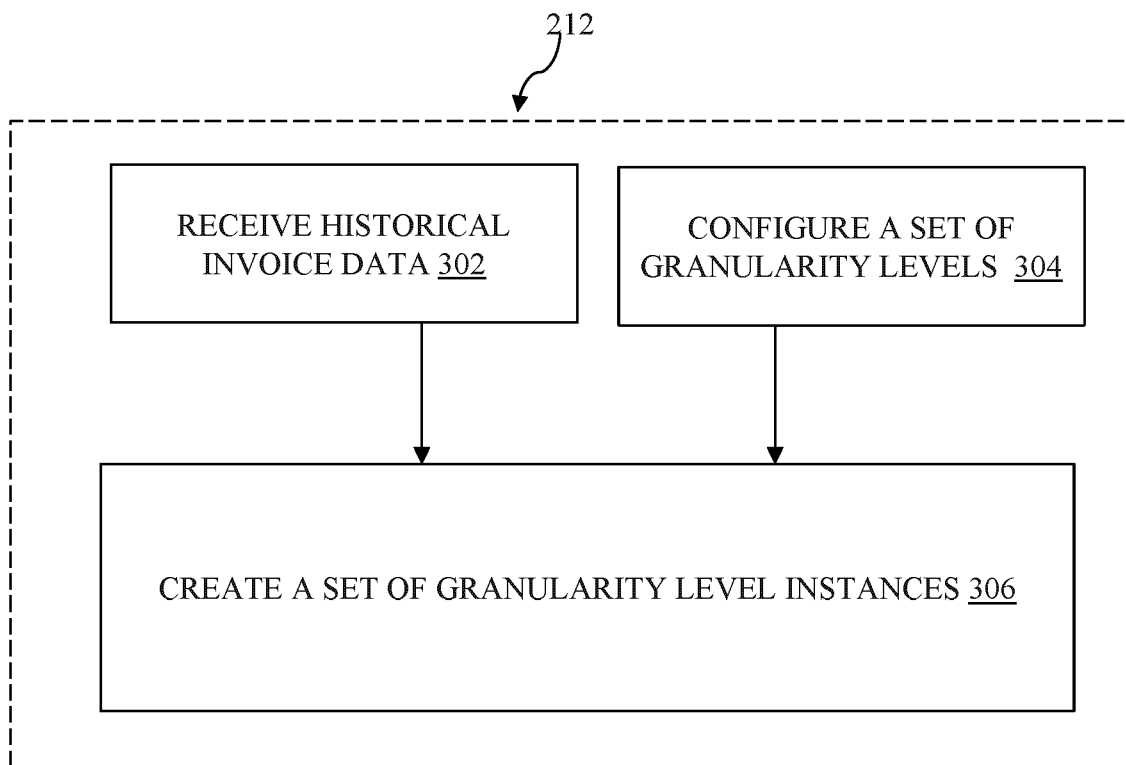 212
RECEIVE HISTORICAL
INVOICE DATA 302
CONFIGURE A SET OF
GRANULARITY LEVELS 304
CREATE A SET OF GRANULARITY LEVEL INSTANCES 306